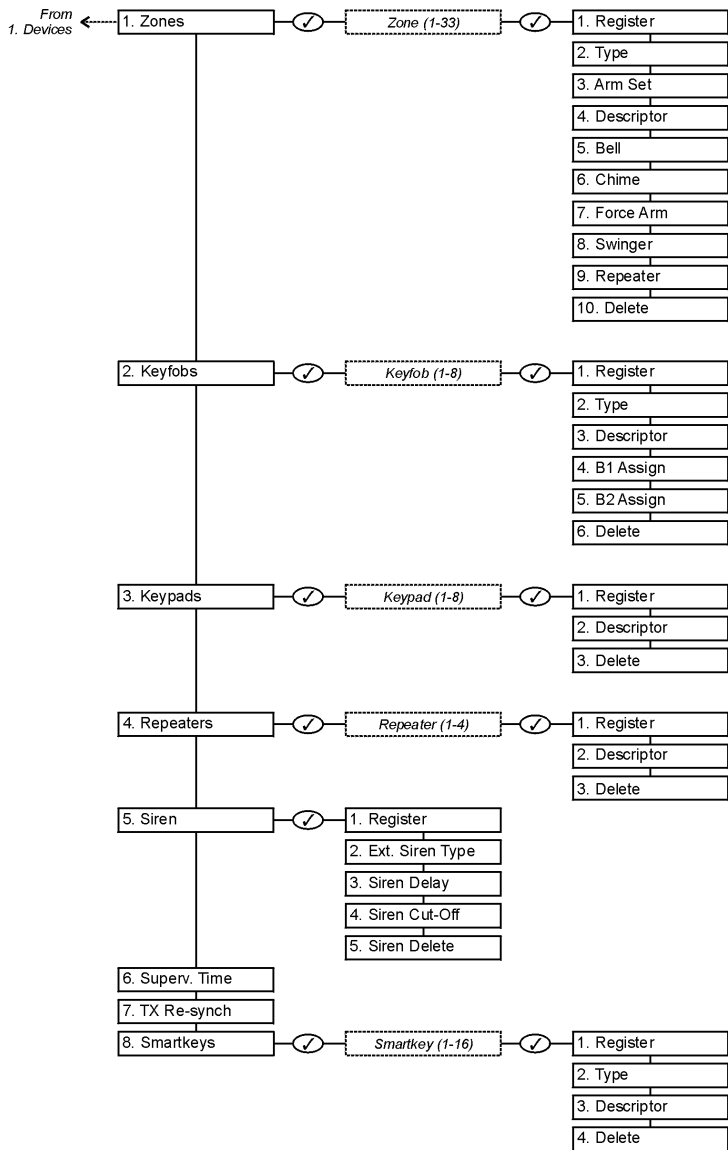 From
1. Devices
1. Zones
Zone (1-33)
1. Register
2. Type
3. Arm Set
4. Descriptor
5. Bell
6. Chime
7. Force Arm
8. Swinger
9. Repeater
10. Delete
2. Keyfobs
Keyfob (1-8)
1. Register
2. Type
3. Descriptor
4. B1 Assign
5. B2 Assign
6. Delete
3. Keypads
Keypad (1-8)
1. Register
2. Descriptor
3. Delete
4. Repeaters
Repeater (1-4)
1. Register
2. Descriptor
3. Delete
5. Siren
1. Register
2. Ext. Siren Type
3. Siren Delay
4. Siren Cut-Off
5. Siren Delete
6. Superv. Time
7. TX Re-synch
8. Smartkeys
Smartkey (1-16)
1. Register
2. Type
3. Descriptor
4. Delete